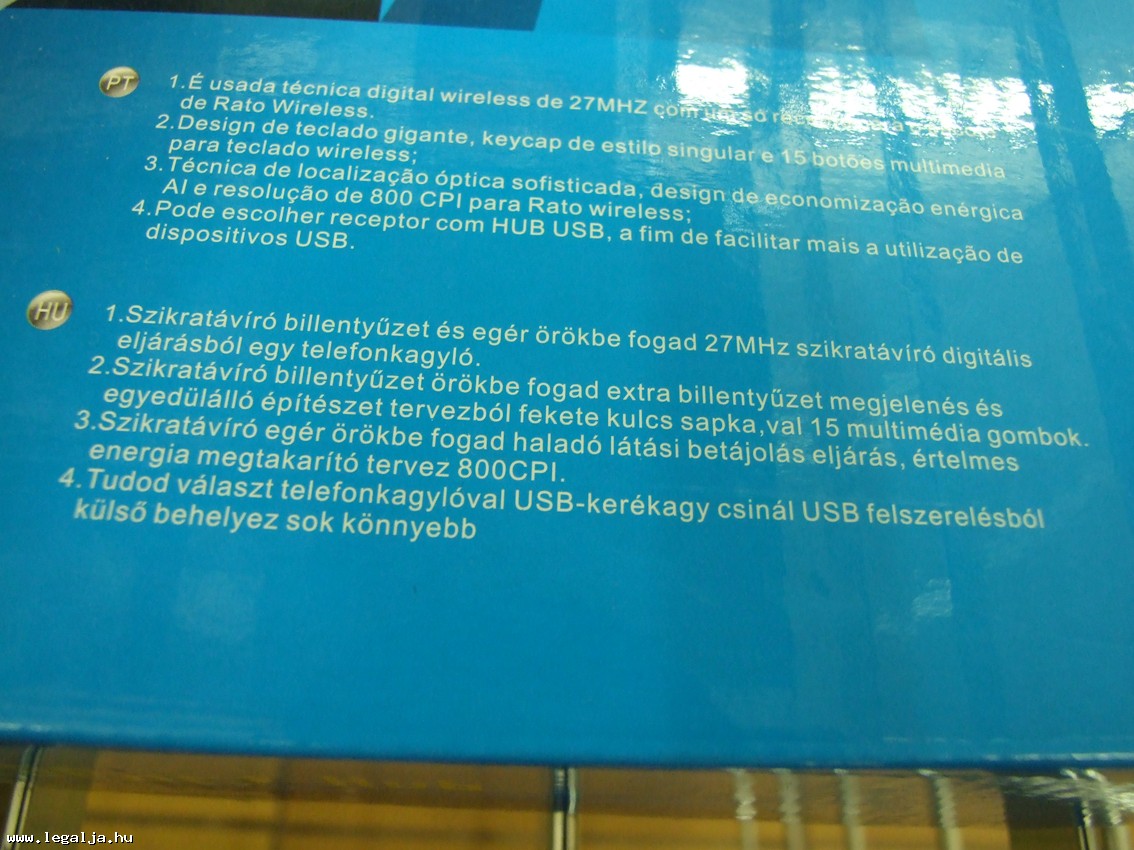 PT
1.É usada técnica digital wireless de 27MHZ com um só
de Rato Wireless.
2.Design de teclado gigante, keycap de estilo singular e 15 botões multimedia
para teclado wireless;
3.Técnica de localização óptica sofisticada, design de economização enérgica
AI e resolução de 800 CPI para Rato wireless;
4.Pode escolher receptor com HUB USB, a fim de facilitar mais a utilização de
dispositivos USB.
HU
1.Szikratávíró billentyűzet és egér örökbe fogad 27MHz szikratávíró digitális
eljárásból egy telefonkagyló.
2.Szikratávíró billentyűzet örökbe fogad extra billentyűzet megjelenés és
egyedülálló építészet tervezból fekete kulcs sapka,val 15 multimédia gombok.
3.Szikratávíró egér örökbe fogad haladó látási betájolás eljárás, értelmes
energia megtakarító tervez 800CPI.
4.Tudod választ telefonkagylóval USB-kerékagy csinál USB felszerelésból
külső behelyez sok könnyebb
www.legalja.hu